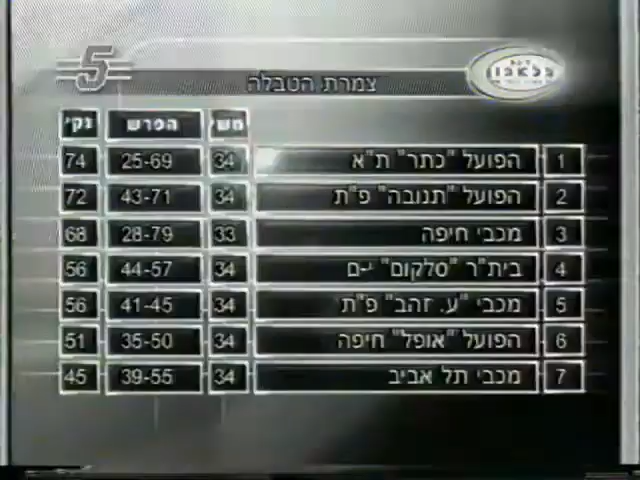 5
צמרת הטבלה
מש' הפרש נק'
1 הפועל "כתר" ת"א 34 25-69 74
2 הפועל "תנובה" פ"ת 34 43-71 72
3 מכבי חיפה 33 28-79 68
4 בית"ר "סלקום" י-ם 34 44-57 56
5 מכבי "ע. זהב" פ"ת 34 41-45 56
6 הפועל "אופל" חיפה 34 35-50 51
7 מכבי תל אביב 34 39-55 45